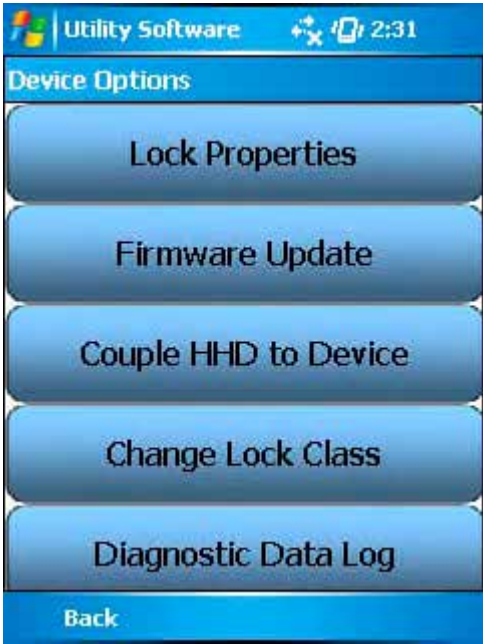 Utility Software 2:31
Device Options
Lock Properties
Firmware Update
Couple HHD to Device
Change Lock Class
Diagnostic Data Log
Back